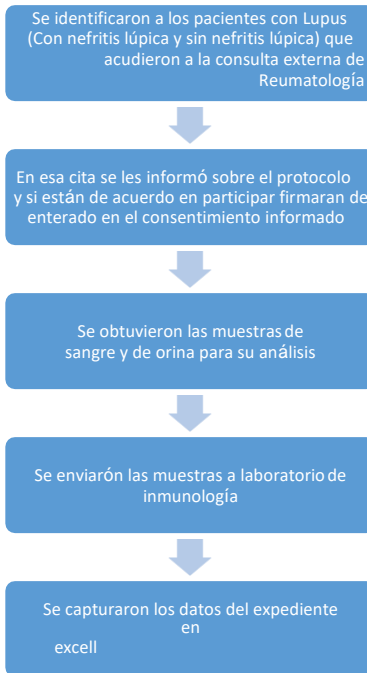 Se identificaron a los pacientes con Lupus
(Con nefritis lúpica y sin nefritis lúpica) que
acudieron a la consulta externa de
Reumatología
En esa cita se les informó sobre el protocolo
y si están de acuerdo en participar firmaran de
enterado en el consentimiento informado
Se obtuvieron las muestras de
sangre y de orina para su análisis
Se enviarón las muestras a laboratorio de
inmunología
Se capturaron los datos del expediente
en
excell